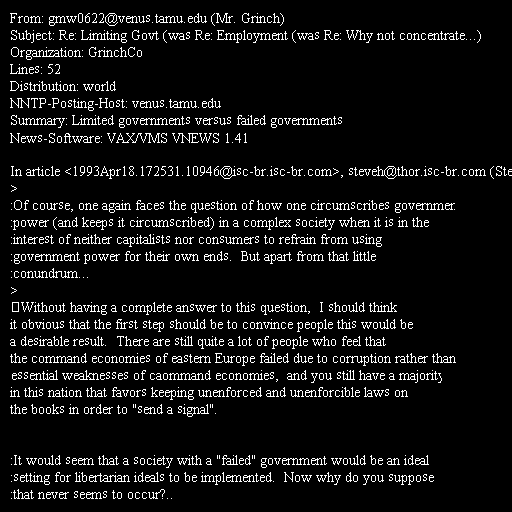 From: gmw0622@venus.tamu.edu (Mr. Grinch)
Subject: Re: Limiting Govt (was Re: Employment (was Re: Why not concentrate...)
Organization: GrinchCo
Lines: 52
Distribution: world
NNTP-Posting-Host: venus.tamu.edu
Summary: Limited governments versus failed governments
News-Software: VAX/VMS VNEWS 1.41

In article <1993Apr18.172531.10946@isc-br.isc-br.com>, steveh@thor.isc-br.com (Ste
>
:Of course, one again faces the question of how one circumscribes governmer
:power (and keeps it circumscribed) in a complex society when it is in the
:interest of neither capitalists nor consumers to refrain from using
:government power for their own ends.  But apart from that little
:conundrum...
>
Without having a complete answer to this question,  I should think
it obvious that the first step should be to convince people this would be
a desirable result.  There are still quite a lot of people who feel that
the command economies of eastern Europe failed due to corruption rather than
essential weaknesses of caommand economies,  and you still have a majority
in this nation that favors keeping unenforced and unenforcible laws on
the books in order to "send a signal".

:It would seem that a society with a "failed" government would be an ideal
:setting for libertarian ideals to be implemented.  Now why do you suppose
:that never seems to occur?..